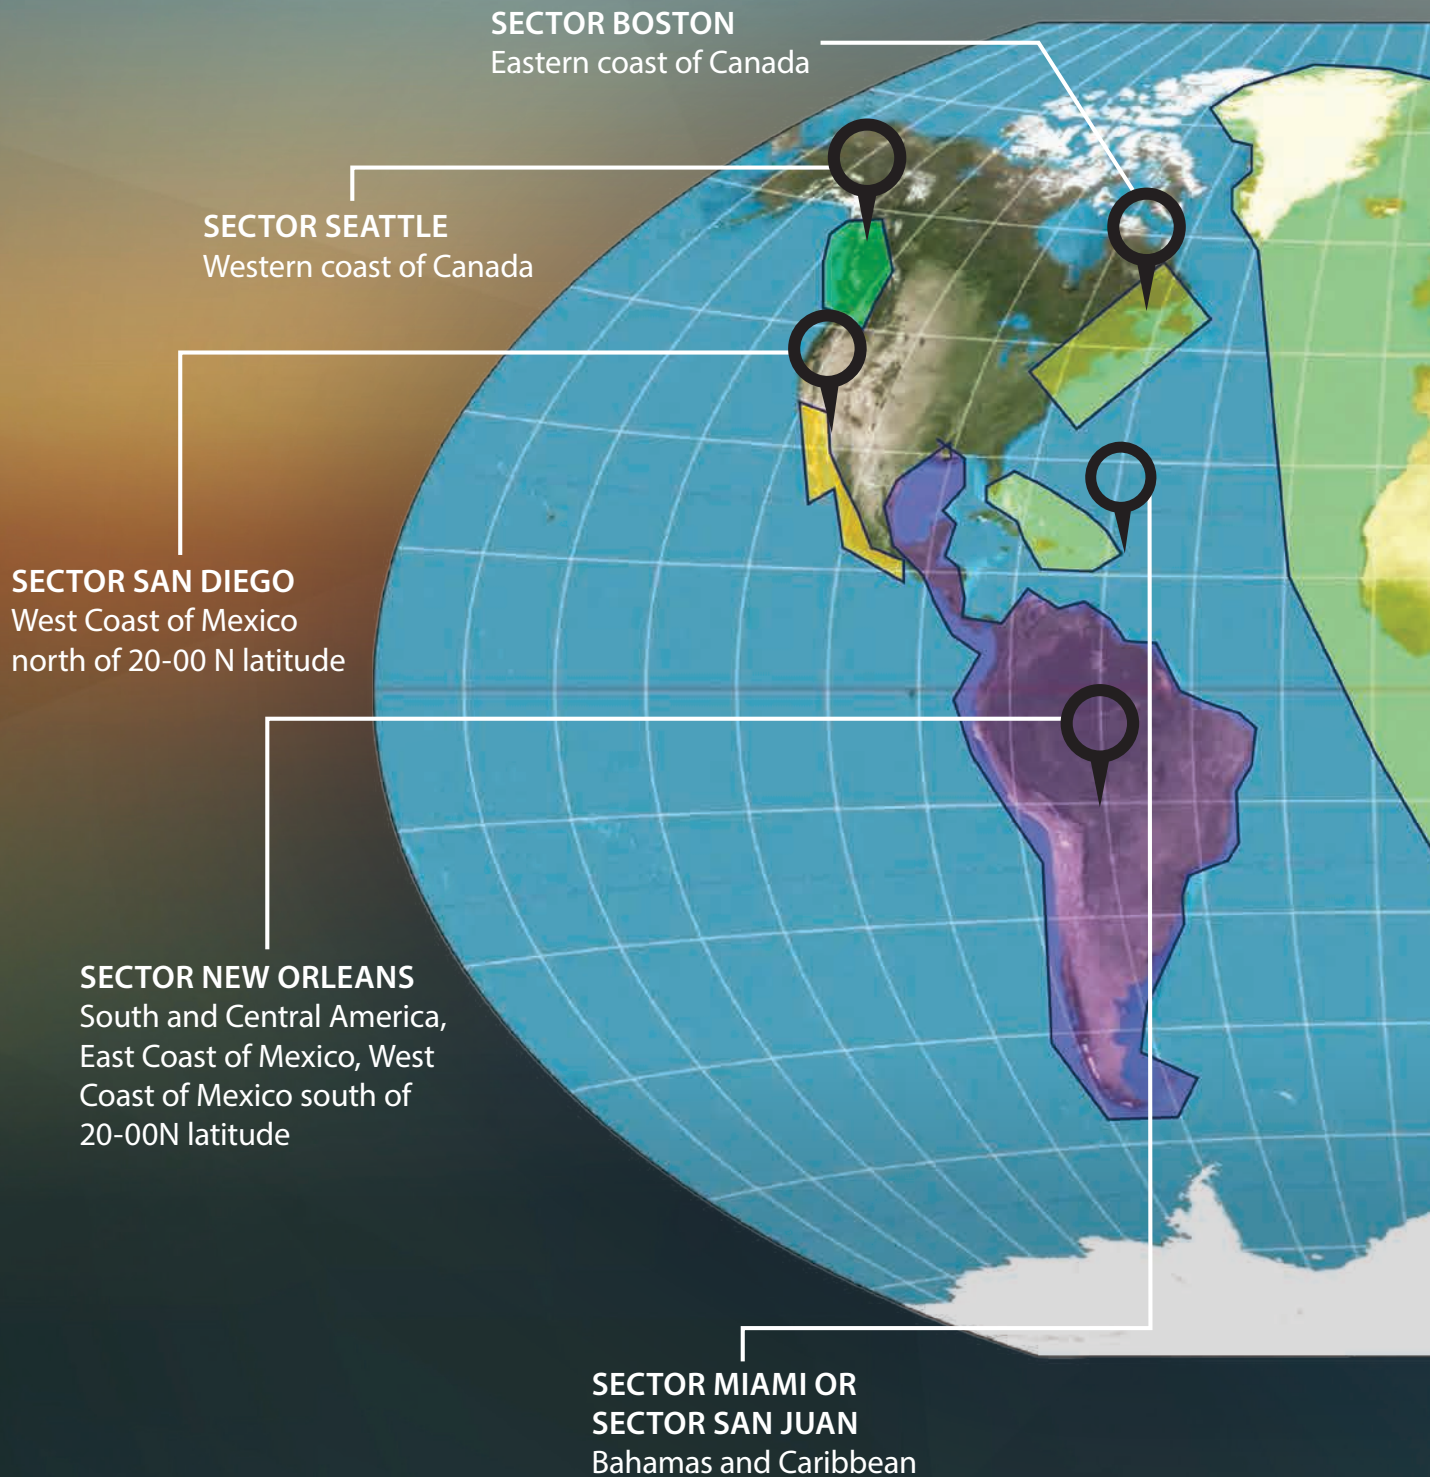 SECTOR BOSTON
Eastern coast of Canada
SECTOR SEATTLE
Western coast of Canada
SECTOR SAN DIEGO
West Coast of Mexico
north of 20-00 N latitude
SECTOR NEW ORLEANS
South and Central America,
East Coast of Mexico, West
Coast of Mexico south of
20-00N latitude
SECTOR MIAMI OR
SECTOR SAN JUAN
Bahamas and Caribbean